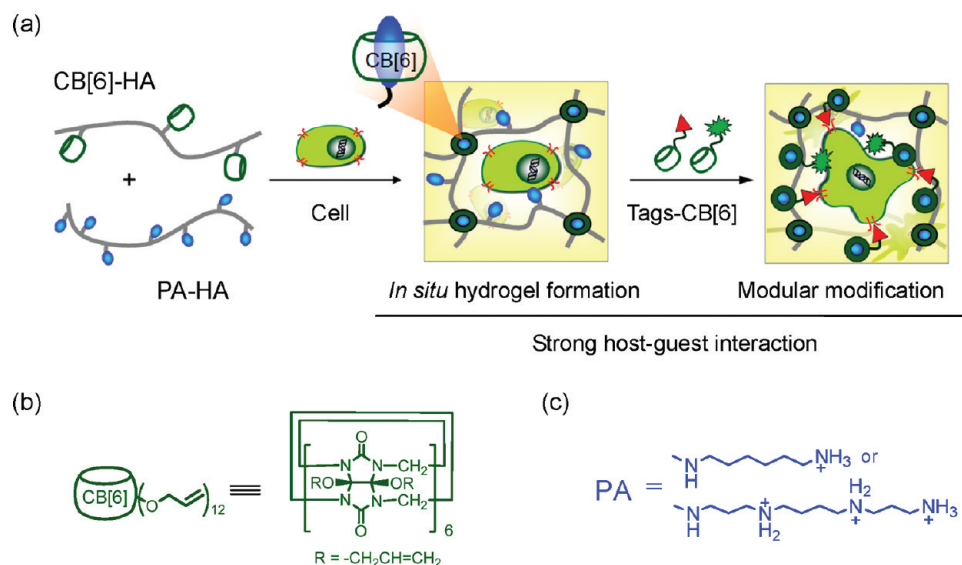 (a)
CB[6]
CB[6]-HA
+
PA-HA
Cell
Tags-CB[6]
In situ hydrogel formation
Modular modification
Strong host-guest interaction
(b)
CB[6](O)12
≡
O
N N CH2
RO OR
N N CH2
O
6
R = -CH2CH=CH2
(c)
PA =
N
H
NH3
+
or
N
H
N
+
H2
H2
N
+
NH3
+